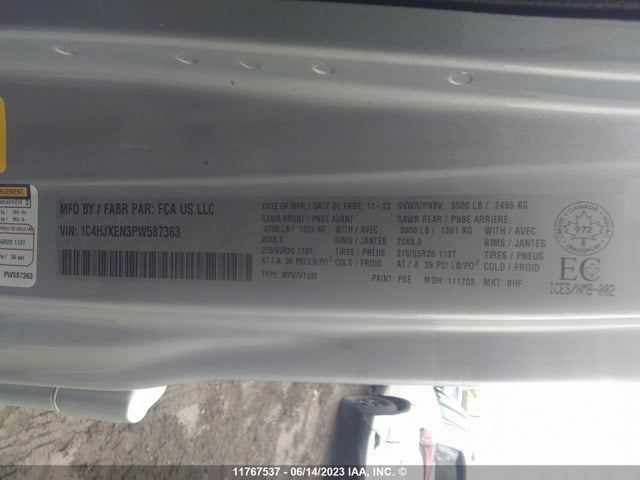 AGEMENT
5R20 113T
36 psi
PW587363
MFD BY / FABR PAR: FCA US LLC
VIN: 1C4HJXEN3PW587363
DATE OF MFR / DATE DE FABR: 11-22 GVWR/PNBV: 5500 LB / 2495 KG
GAWR FRONT / PNBE AVANT: GAWR REAR / PNBE ARRIERE:
2700 LB / 1225 KG WITH / AVEC 3000 LB / 1361 KG WITH / AVEC
20X8.0 RIMS / JANTES 20X8.0 RIMS / JANTES
275/55R20 113T TIRES / PNEUS 275/55R20 113T TIRES / PNEUS
AT / A 36 PSI LB/PO² COLD / FROID AT / A 36 PSI LB/PO² COLD / FROID
TYPE: MPV/VTUM PAINT: PSE MDH: 111703 MKT: 8HF
972
TRANSPORT
EC
ICES/NMB-002
11767537 - 06/14/2023 IAA, INC. ©